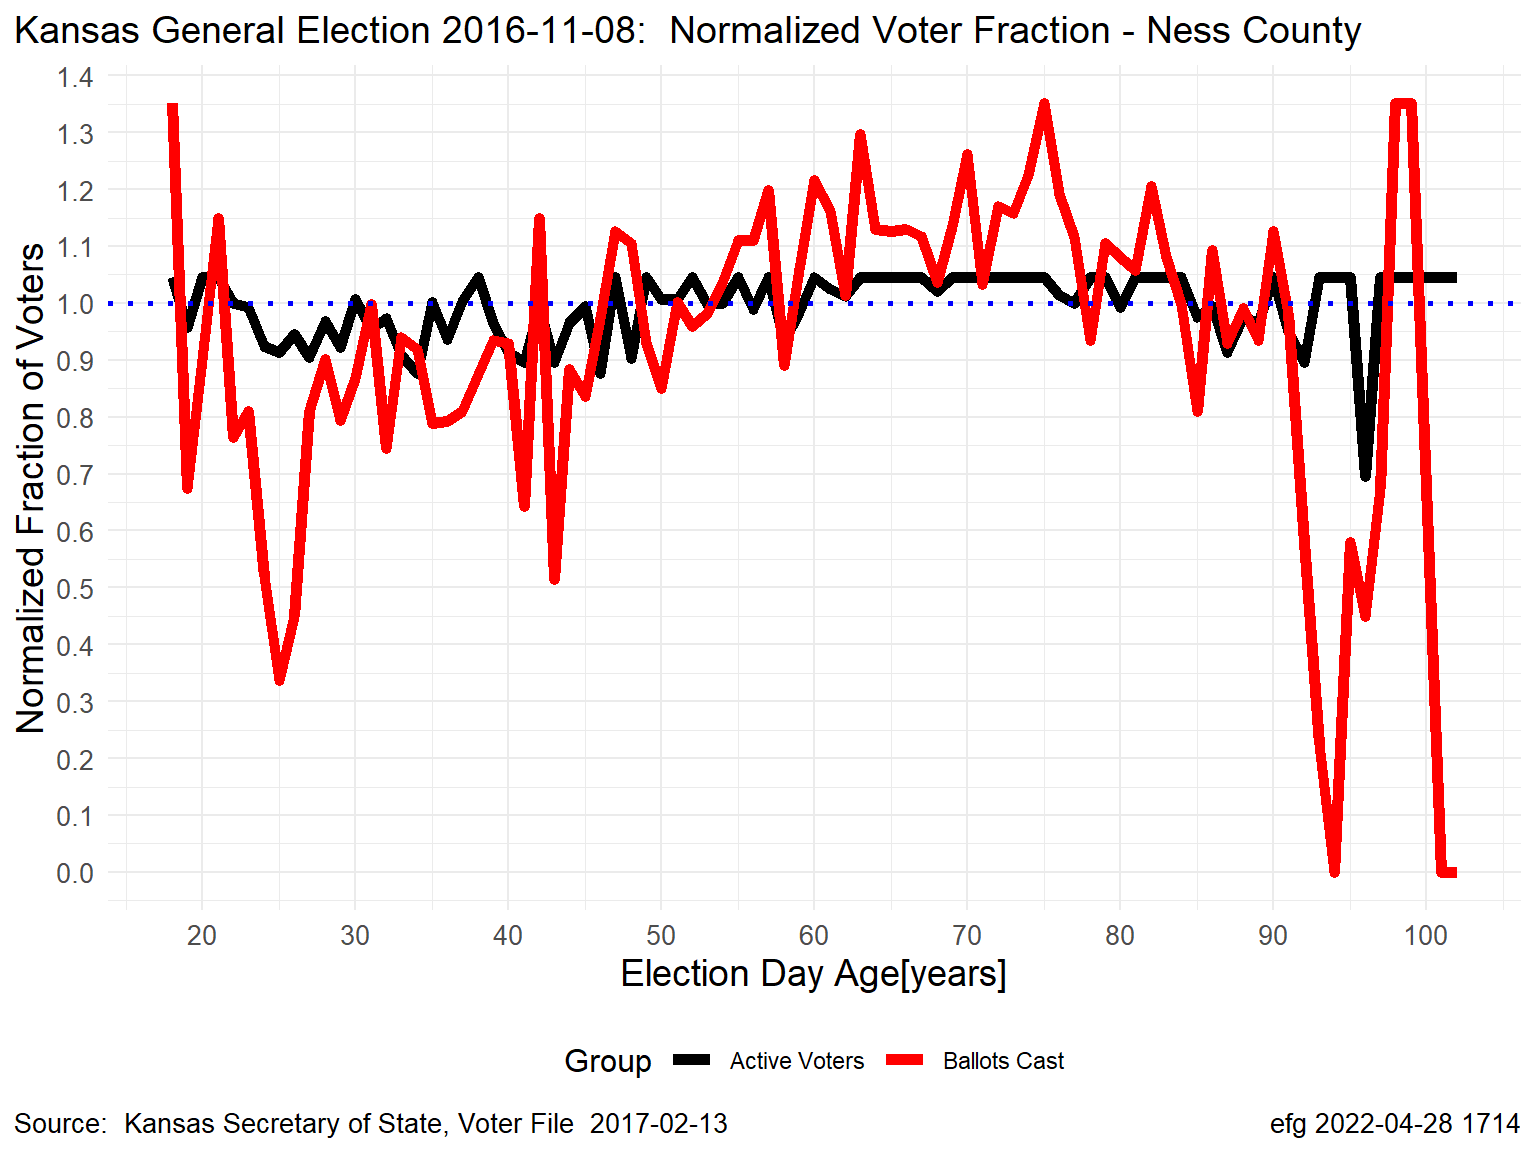 Kansas General Election 2016-11-08:  Normalized Voter Fraction - Ness County
Normalized Fraction of Voters
1.4
1.3
1.2
1.1
1.0
0.9
0.8
0.7
0.6
0.5
0.4
0.3
0.2
0.1
0.0
20 30 40 50 60 70 80 90 100
Election Day Age[years]
Group Active Voters Ballots Cast
Source:  Kansas Secretary of State, Voter File  2017-02-13
efg 2022-04-28 1714